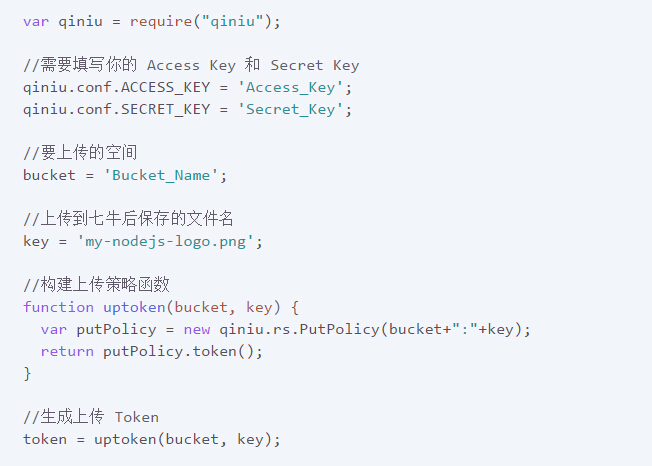 var qiniu = require("qiniu");
//需要填写你的 Access Key 和 Secret Key
qiniu.conf.ACCESS_KEY = 'Access_Key';
qiniu.conf.SECRET_KEY = 'Secret_Key';
//要上传的空间
bucket = 'Bucket_Name';
//上传到七牛后保存的文件名
key = 'my-nodejs-logo.png';
//构建上传策略函数
function uptoken(bucket, key) {
  var putPolicy = new qiniu.rs.PutPolicy(bucket+":"+key);
  return putPolicy.token();
}
//生成上传 Token
token = uptoken(bucket, key);